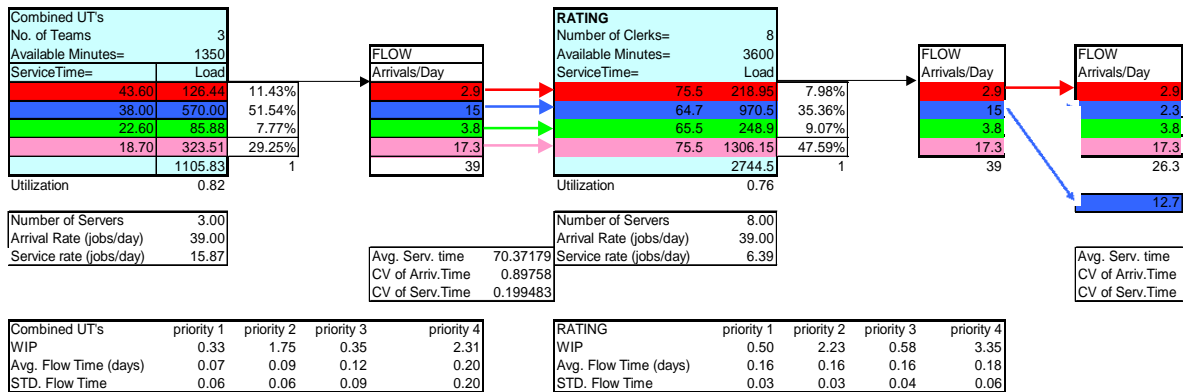 Combined UT's RATING
No. of Teams 3 Number of Clerks= 8
Available Minutes= 1350 FLOW Available Minutes= 3600 FLOW FLOW
ServiceTime= Load Arrivals/Day ServiceTime= Load Arrivals/Day Arrivals/Day
43.60 126.44 11.43% 2.9 75.5 218.95 7.98% 2.9 2.9
38.00 570.00 51.54% 15 64.7 970.5 35.36% 15 2.3
22.60 85.88 7.77% 3.8 65.5 248.9 9.07% 3.8 3.8
18.70 323.51 29.25% 17.3 75.5 1306.15 47.59% 17.3 17.3
1105.83 1 39 2744.5 1 39 26.3
Utilization 0.82 Utilization 0.76
12.7
Number of Servers 3.00 Number of Servers 8.00
Arrival Rate (jobs/day) 39.00 Arrival Rate (jobs/day) 39.00
Service rate (jobs/day) 15.87 Avg. Serv. time 70.37179 Service rate (jobs/day) 6.39 Avg. Serv. time
CV of Arriv.Time 0.89758 CV of Arriv.Time
CV of Serv.Time 0.199483 CV of Serv.Time
Combined UT's priority 1 priority 2 priority 3 priority 4 RATING priority 1 priority 2 priority 3 priority 4
WIP 0.33 1.75 0.35 2.31 WIP 0.50 2.23 0.58 3.35
Avg. Flow Time (days) 0.07 0.09 0.12 0.20 Avg. Flow Time (days) 0.16 0.16 0.16 0.18
STD. Flow Time 0.06 0.06 0.09 0.20 STD. Flow Time 0.03 0.03 0.04 0.06